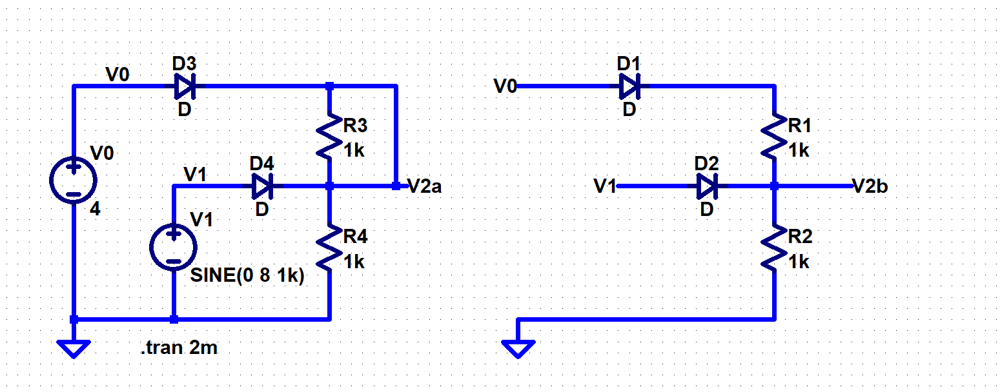 V0
D3
D
V0
4
V1
D4
D
V1
SINE(0 8 1k)
R3
1k
R4
1k
V2a
.tran 2m
V0
D1
D
V1
D2
D
R1
1k
R2
1k
V2b